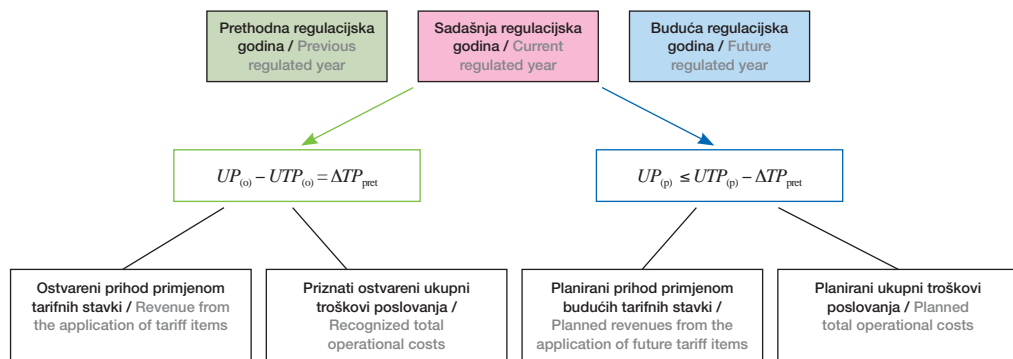 Prethodna regulacijska
godina / Previous
regulated year
Sadašnja regulacijska
godina / Current
regulated year
Buduća regulacijska
godina / Future
regulated year
UP(o) – UTP(o) = ΔTPpret
UP(p) ≤ UTP(p) – ΔTPpret
Ostvareni prihod primjenom
tarifnih stavki / Revenue from
the application of tariff items
Priznati ostvareni ukupni
troškovi poslovanja /
Recognized total
operational costs
Planirani prihod primjenom
budućih tarifnih stavki /
Planned revenues from the
application of future tariff items
Planirani ukupni troškovi
poslovanja / Planned
total operational costs